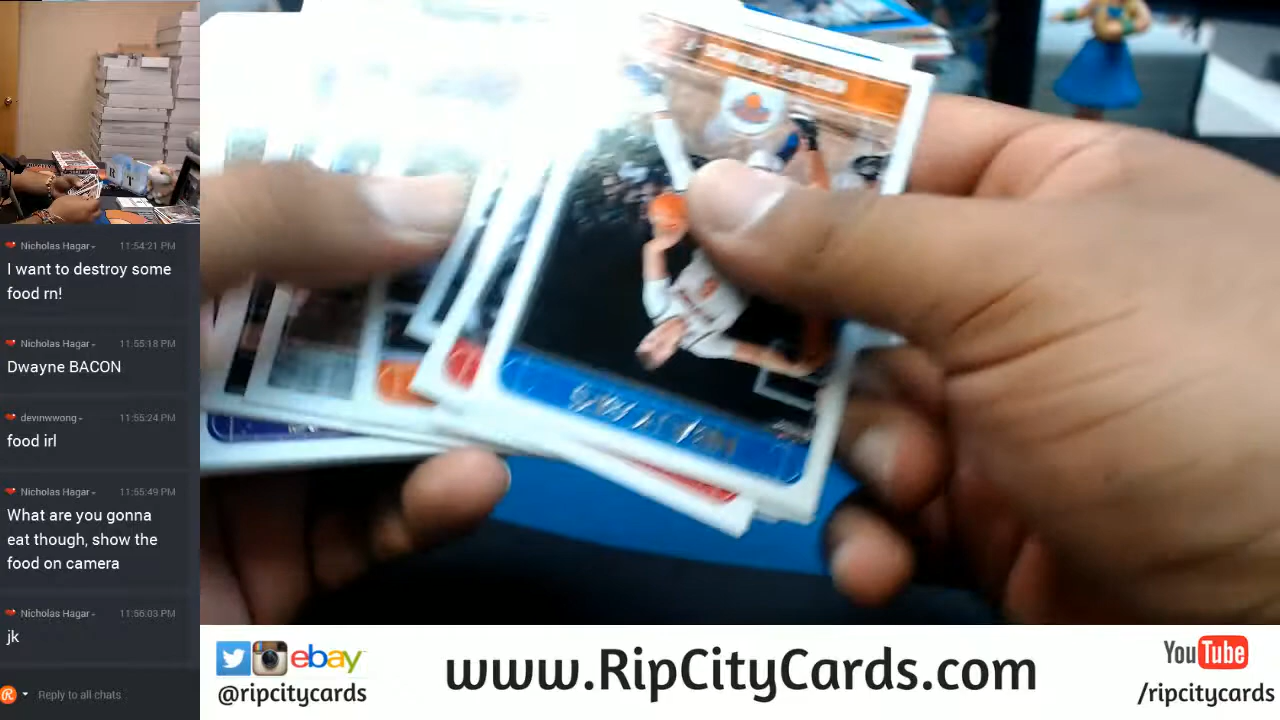 Nicholas Hagar 11:54:21 PM
I want to destroy some
food rn!
Nicholas Hagar 11:55:18 PM
Dwayne BACON
devinwwong 11:55:24 PM
food irl
Nicholas Hagar 11:55:49 PM
What are you gonna
eat though, show the
food on camera
Nicholas Hagar 11:56:03 PM
jk
Reply to all chats
ebay
@ripcitycards
www.RipCityCards.com
YouTube
/ripcitycards